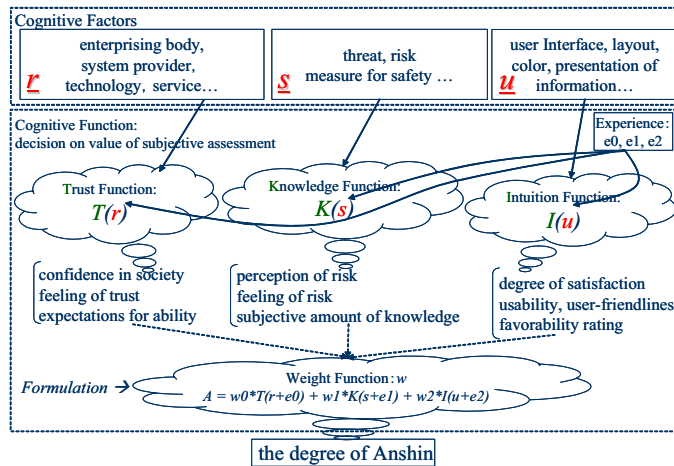 Cognitive Factors
enterprising body,
system provider,
technology, service…
r
threat, risk
measure for safety …
s
user Interface, layout,
color, presentation of
information…
u
Cognitive Function:
decision on value of subjective assessment
Experience:
e0, e1, e2
Trust Function:
T(r)
Knowledge Function:
K(s)
Intuition Function:
I(u)
confidence in society
feeling of trust
expectations for ability
perception of risk
feeling of risk
subjective amount of knowledge
degree of satisfaction
usability, user-friendlines
favorability rating
Formulation →
Weight Function: w
A = w0*T(r+e0) + w1*K(s+e1) + w2*I(u+e2)
the degree of Anshin